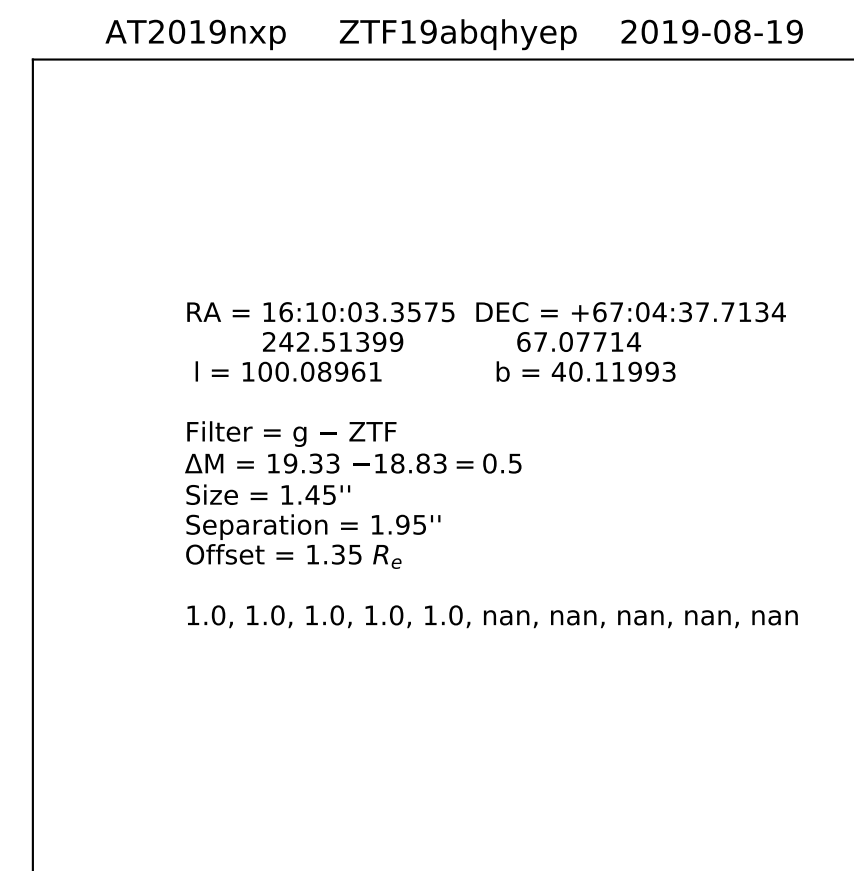 AT2019nxp ZTF19abqhyep 2019-08-19
RA = 16:10:03.3575 DEC = +67:04:37.7134
242.51399 67.07714
l = 100.08961 b = 40.11993
Filter = g − ZTF
ΔM = 19.33 −18.83 = 0.5
Size = 1.45''
Separation = 1.95''
Offset = 1.35 Rₑ
1.0, 1.0, 1.0, 1.0, 1.0, nan, nan, nan, nan, nan